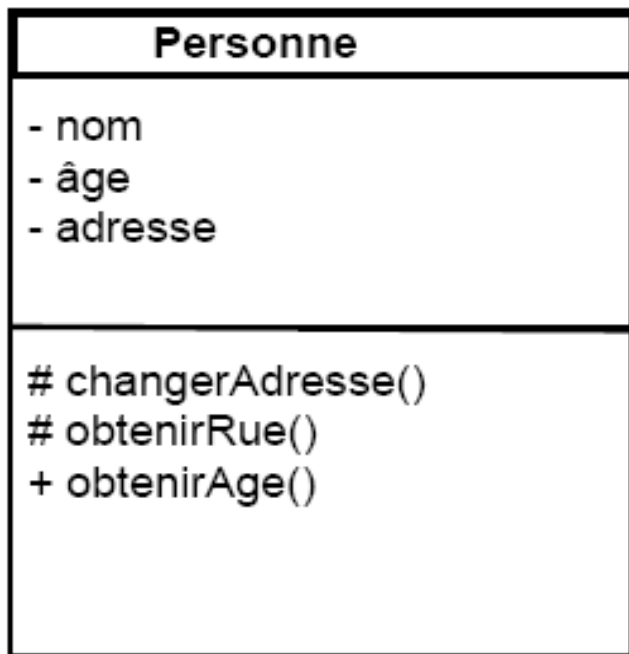 Personne
- nom
- âge
- adresse
# changerAdresse()
# obtenirRue()
+ obtenirAge()